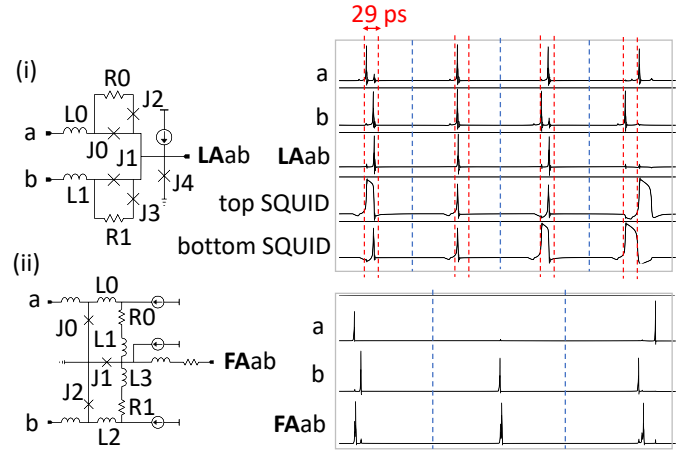 29 ps
(i)
R0
J2
L0
a
J0
J1
LAab
b
L1
J4
J3
R1
a
b
LAab
top SQUID
bottom SQUID
(ii)
L0
a
R0
J0
L1
J1
L3
FAab
J2
R1
b
L2
a
b
FAab